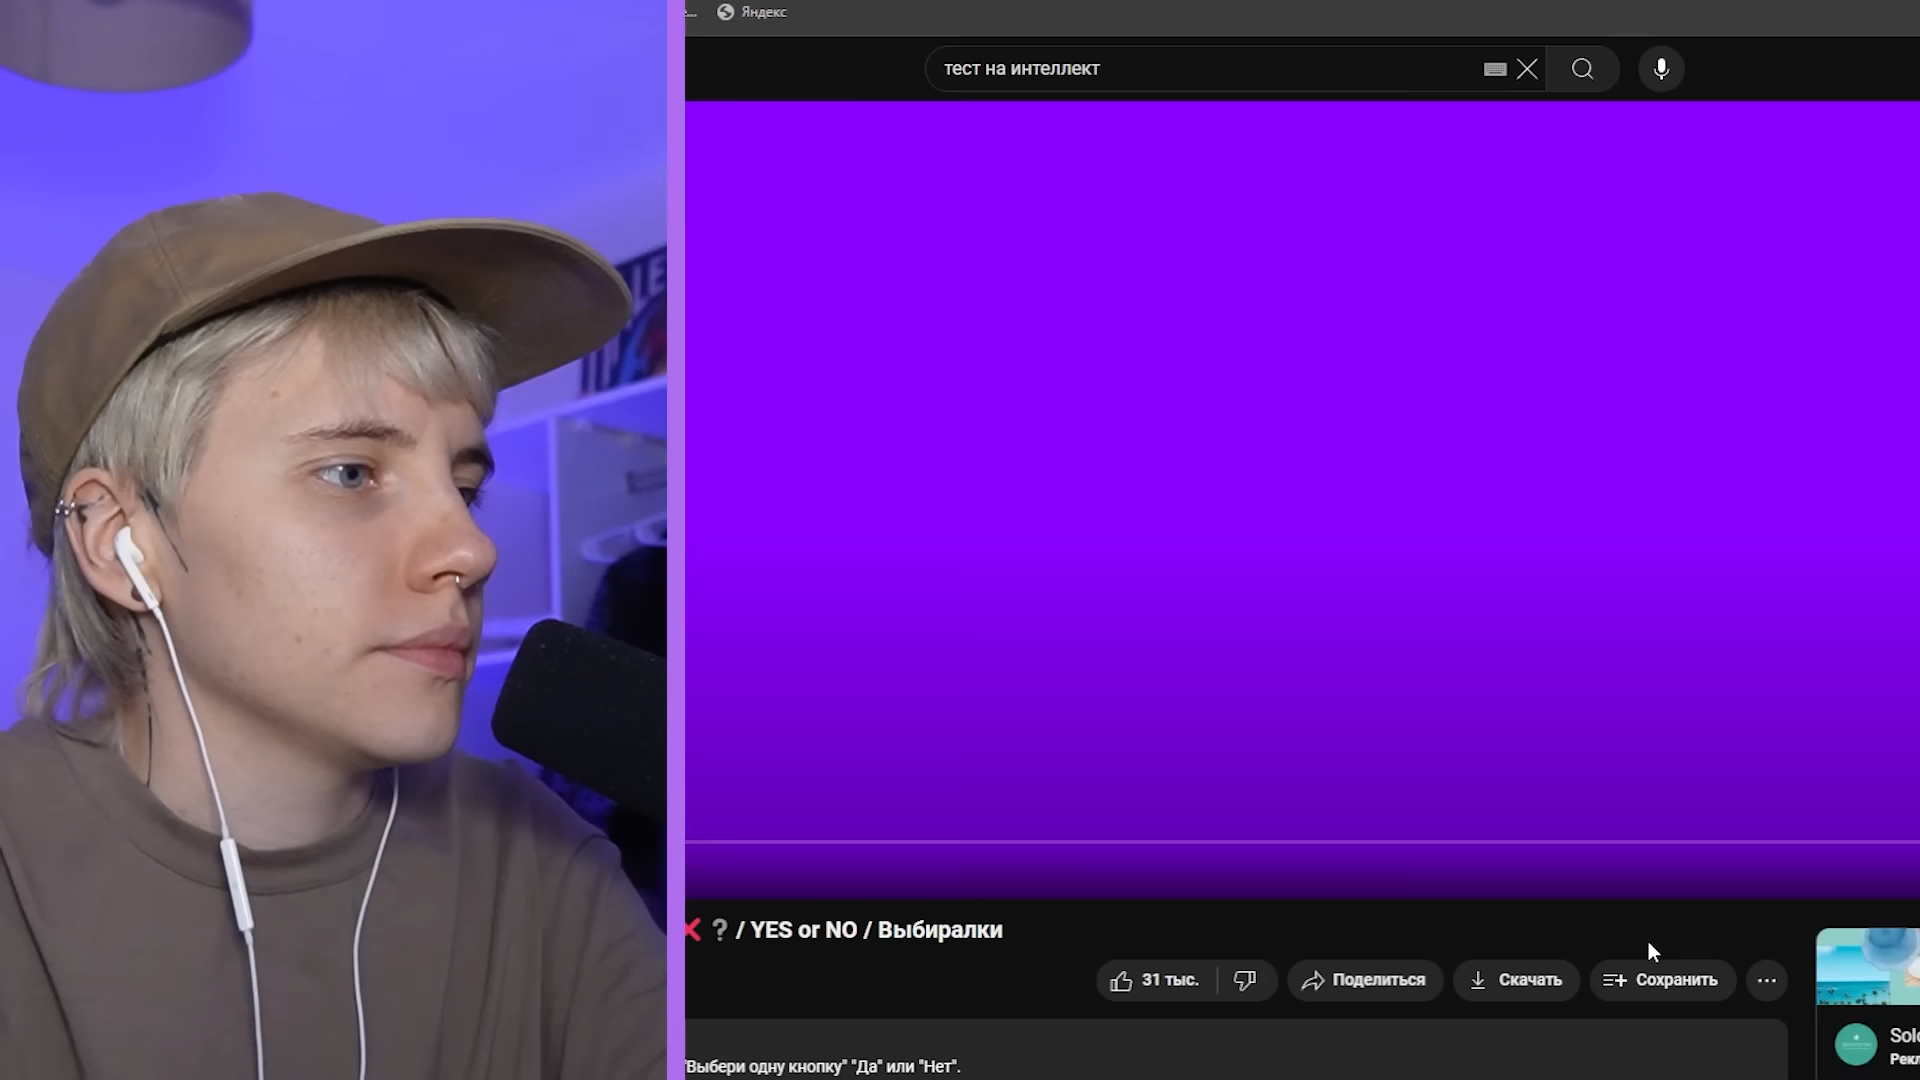 Яндекс
тест на интеллект
? / YES or NO / Выбиралки
31 тыс.
Поделиться
Скачать
Сохранить
"Выбери одну кнопку" "Да" или "Нет".